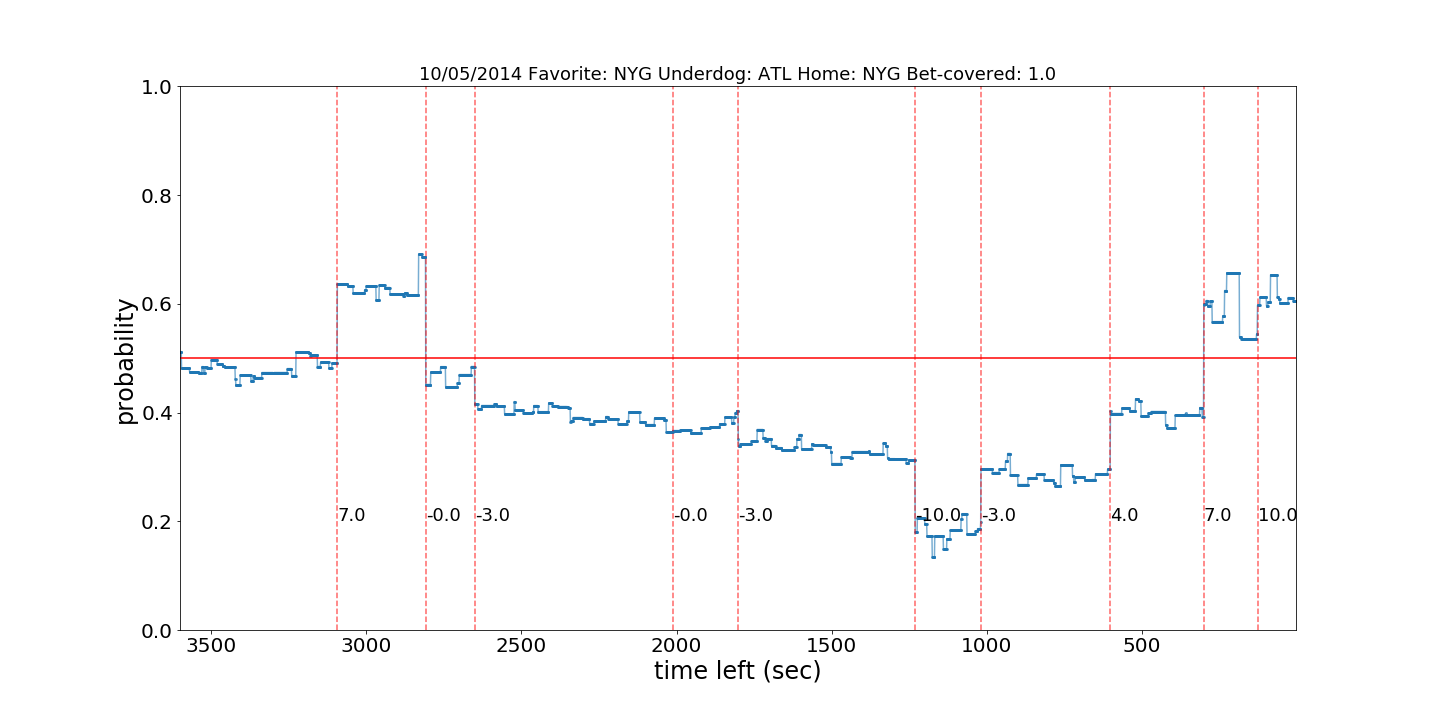 10/05/2014 Favorite: NYG Underdog: ATL Home: NYG Bet-covered: 1.0
1.0
0.8
0.6
0.4
0.2
0.0
probability
7.0 -0.0 -3.0 -0.0 -3.0 -10.0 -3.0 4.0 7.0 10.0
3500 3000 2500 2000 1500 1000 500
time left (sec)